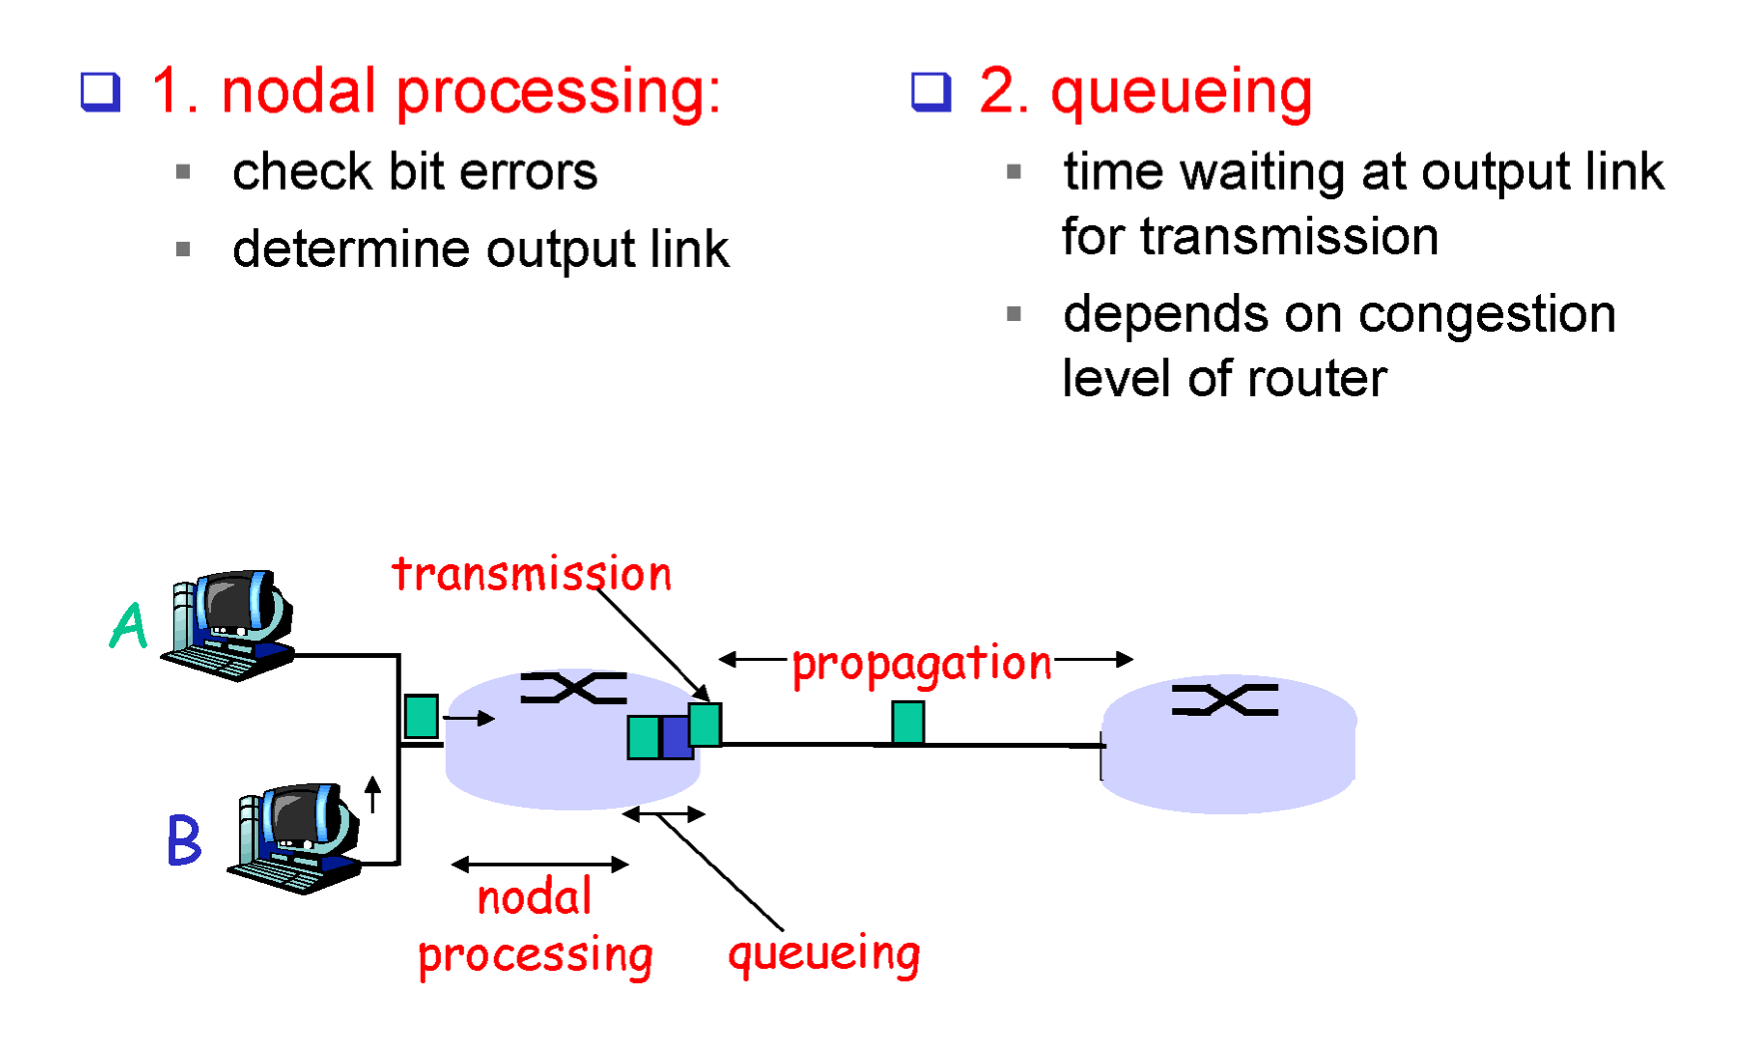 1. nodal processing:
check bit errors
determine output link
2. queueing
time waiting at output link
for transmission
depends on congestion
level of router
transmission
A
propagation
B
nodal
processing
queueing